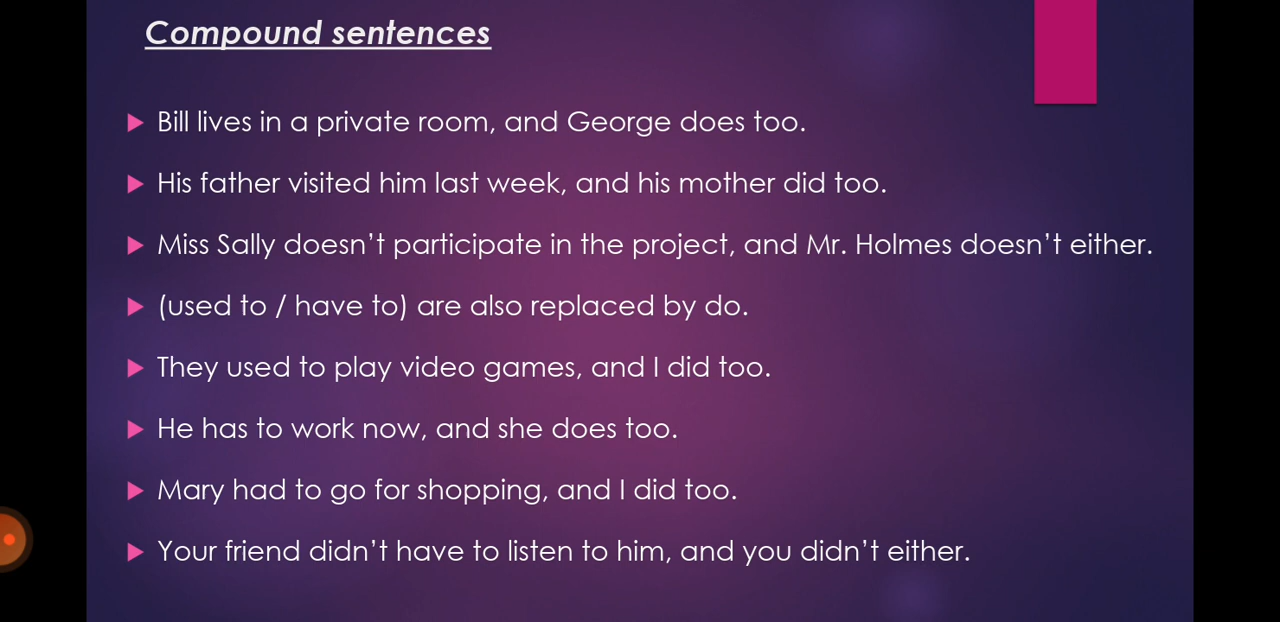 Compound sentences
Bill lives in a private room, and George does too.
His father visited him last week, and his mother did too.
Miss Sally doesn’t participate in the project, and Mr. Holmes doesn’t either.
(used to / have to) are also replaced by do.
They used to play video games, and I did too.
He has to work now, and she does too.
Mary had to go for shopping, and I did too.
Your friend didn’t have to listen to him, and you didn’t either.